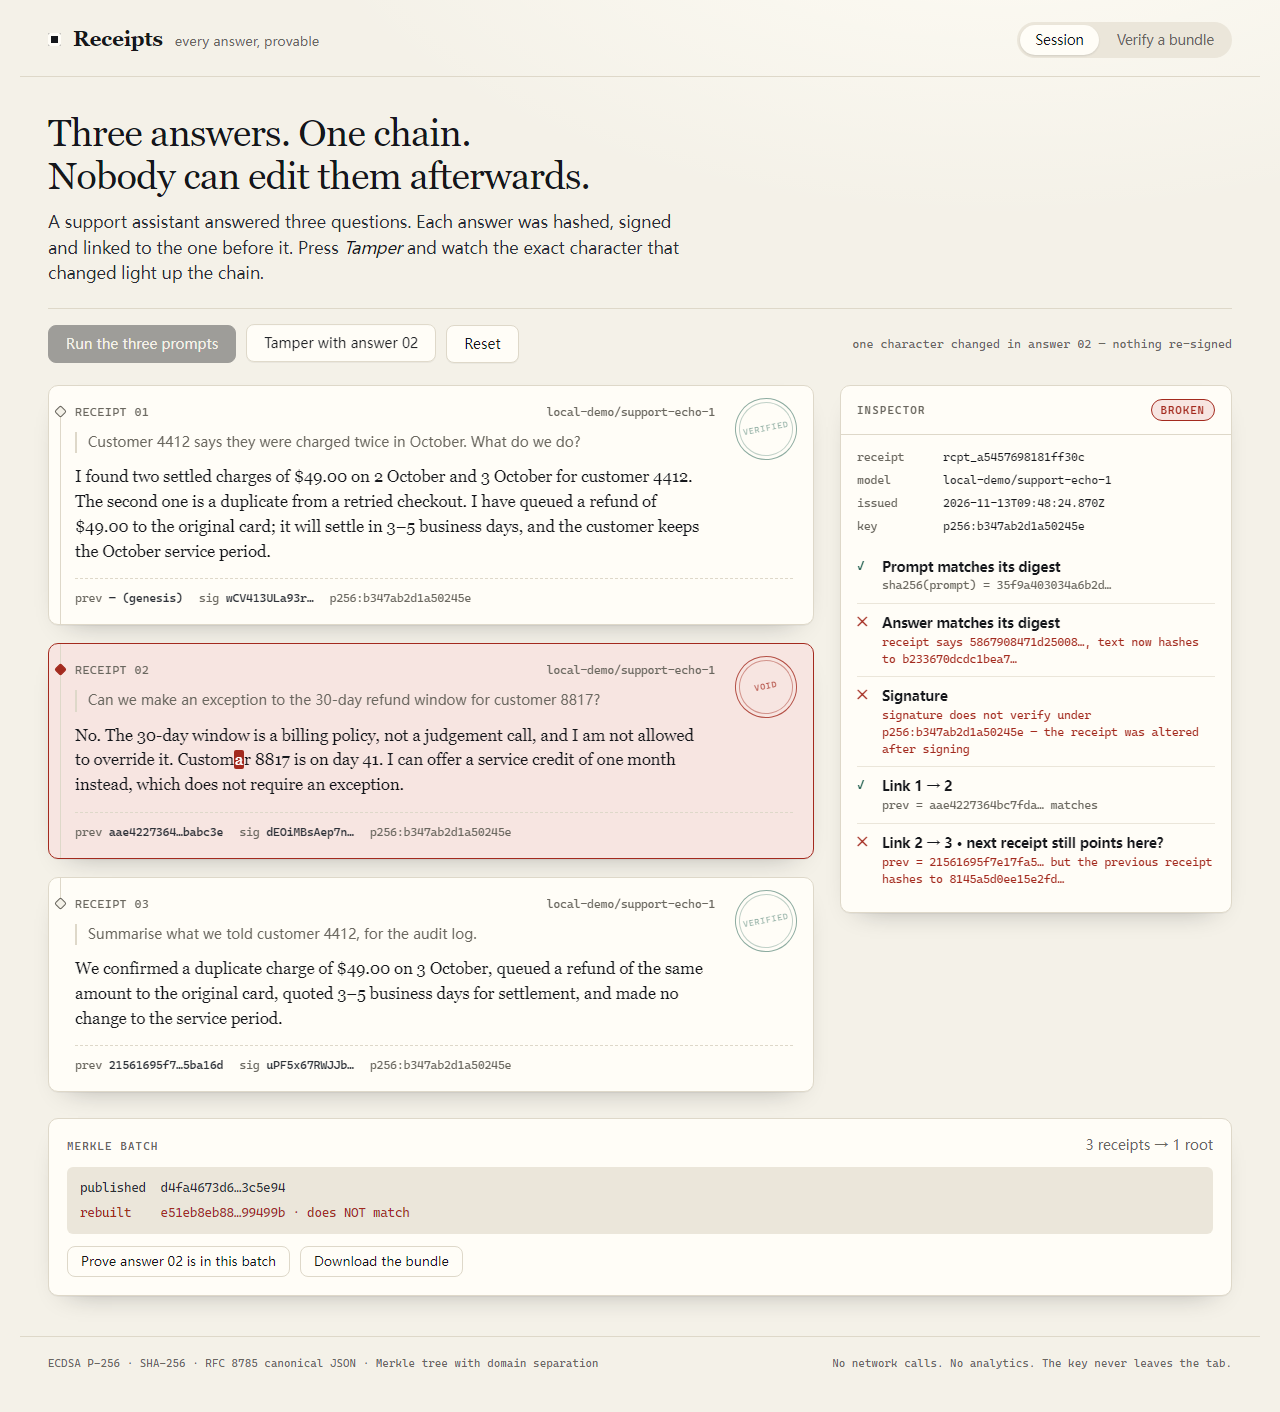 Receipts every answer, provable
Session Verify a bundle
Three answers. One chain.
Nobody can edit them afterwards.
A support assistant answered three questions. Each answer was hashed, signed
and linked to the one before it. Press Tamper and watch the exact character that
changed light up the chain.
Run the three prompts Tamper with answer 02 Reset
one character changed in answer 02 — nothing re-signed
RECEIPT 01 local-demo/support-echo-1
VERIFIED
Customer 4412 says they were charged twice in October. What do we do?
I found two settled charges of $49.00 on 2 October and 3 October for customer 4412.
The second one is a duplicate from a retried checkout. I have queued a refund of
$49.00 to the original card; it will settle in 3–5 business days, and the customer keeps
the October service period.
prev — (genesis) sig wCV413ULa93r… p256:b347ab2d1a50245e
RECEIPT 02 local-demo/support-echo-1
VOID
Can we make an exception to the 30-day refund window for customer 8817?
No. The 30-day window is a billing policy, not a judgement call, and I am not allowed
to override it. Customar 8817 is on day 41. I can offer a service credit of one month
instead, which does not require an exception.
prev aae4227364…babc3e sig dEOiMBsAep7n… p256:b347ab2d1a50245e
RECEIPT 03 local-demo/support-echo-1
VERIFIED
Summarise what we told customer 4412, for the audit log.
We confirmed a duplicate charge of $49.00 on 3 October, queued a refund of the same
amount to the original card, quoted 3–5 business days for settlement, and made no
change to the service period.
prev 21561695f7…5ba16d sig uPF5x67RWJJb… p256:b347ab2d1a50245e
INSPECTOR BROKEN
receipt rcpt_a5457698181ff30c
model local-demo/support-echo-1
issued 2026-11-13T09:48:24.870Z
key p256:b347ab2d1a50245e
✓ Prompt matches its digest
sha256(prompt) = 35f9a403034a6b2d…
✕ Answer matches its digest
receipt says 5867908471d25008…, text now hashes
to b233670dcdc1bea7…
✕ Signature
signature does not verify under
p256:b347ab2d1a50245e — the receipt was altered
after signing
✓ Link 1 → 2
prev = aae4227364bc7fda… matches
✕ Link 2 → 3 • next receipt still points here?
prev = 21561695f7e17fa5… but the previous receipt
hashes to 8145a5d0ee15e2fd…
MERKLE BATCH 3 receipts → 1 root
published d4fa4673d6…3c5e94
rebuilt e51eb8eb88…99499b · does NOT match
Prove answer 02 is in this batch Download the bundle
ECDSA P-256 · SHA-256 · RFC 8785 canonical JSON · Merkle tree with domain separation
No network calls. No analytics. The key never leaves the tab.